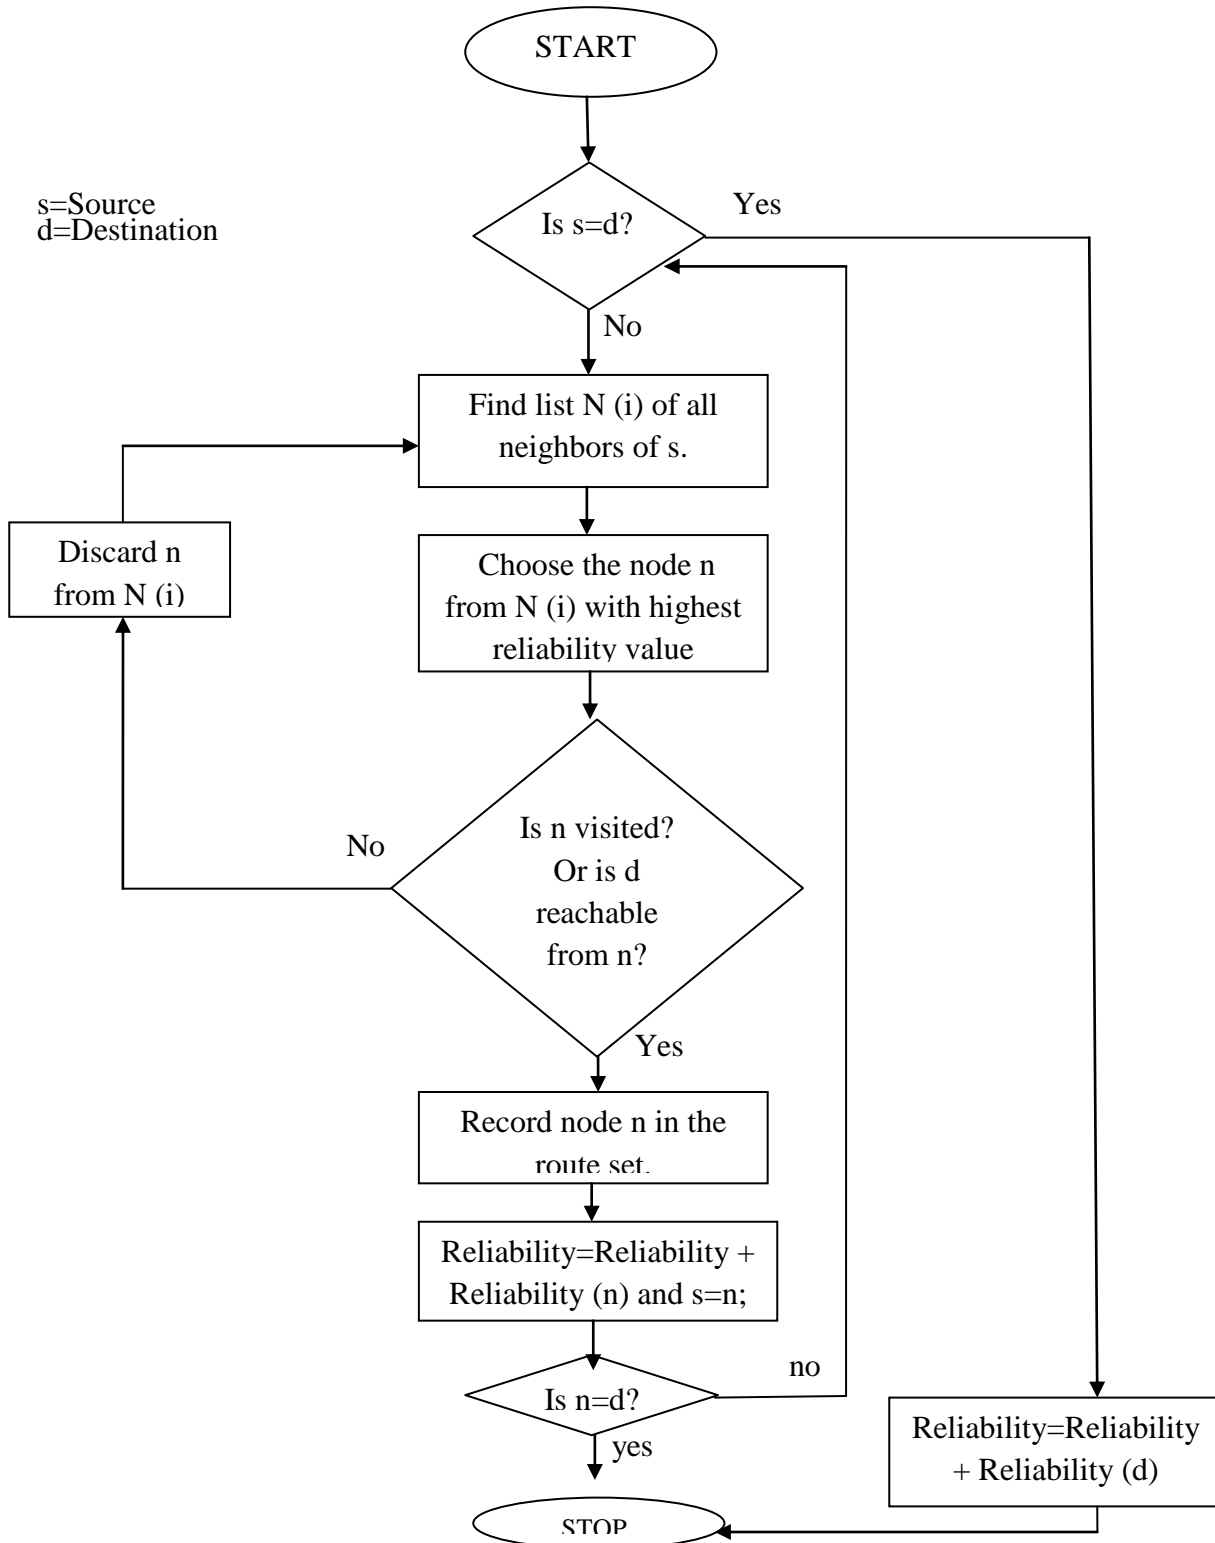 START
s=Source
d=Destination
Is s=d?
Yes
No
Find list N (i) of all
neighbors of s.
Discard n
from N (i)
Choose the node n
from N (i) with highest
reliability value
No
Is n visited?
Or is d
reachable
from n?
Yes
Record node n in the
route set.
Reliability=Reliability +
Reliability (n) and s=n;
no
Is n=d?
yes
Reliability=Reliability
+ Reliability (d)
STOP